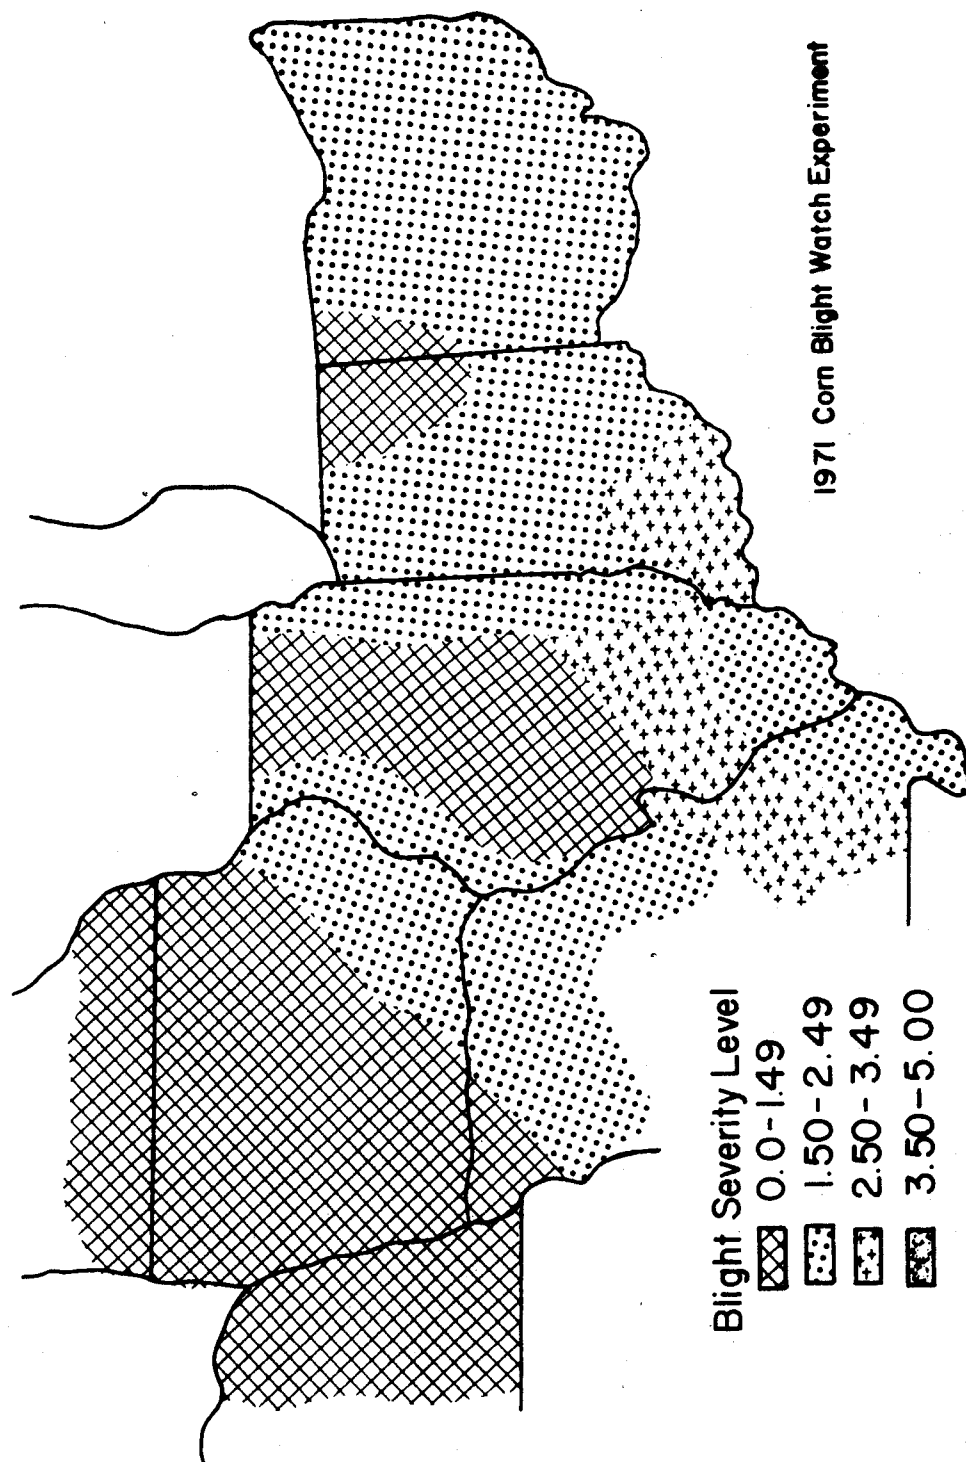 1971 Corn Blight Watch Experiment
Blight Severity Level
0.0-1.49
1.50-2.49
2.50-3.49
3.50-5.00